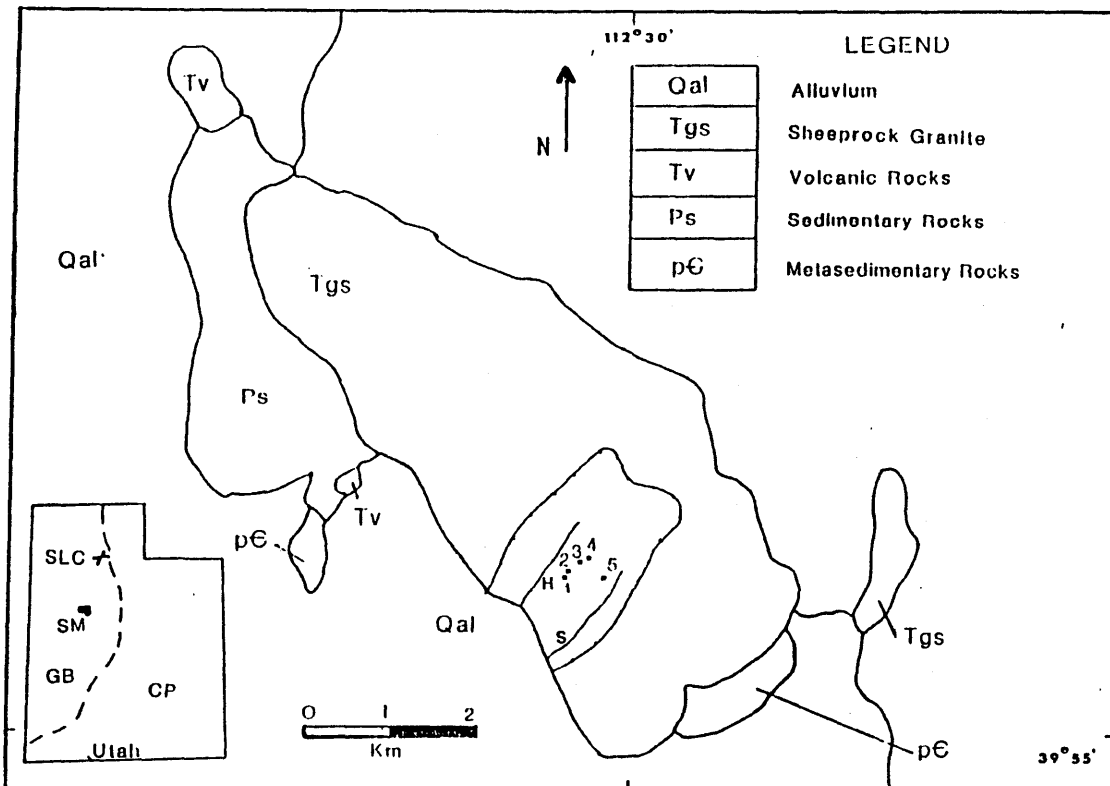 112°30'
LEGEND
Qal Alluvium
Tgs Sheeprock Granite
Tv Volcanic Rocks
Ps Sedimentary Rocks
p€ Metasedimentary Rocks
N
Tv
Qal
Tgs
Ps
Tv
p€
Qal
H
1
2
3
4
5
S
Tgs
p€
39°55'
0 1 2
Km
SLC
SM
GB
CP
Utah